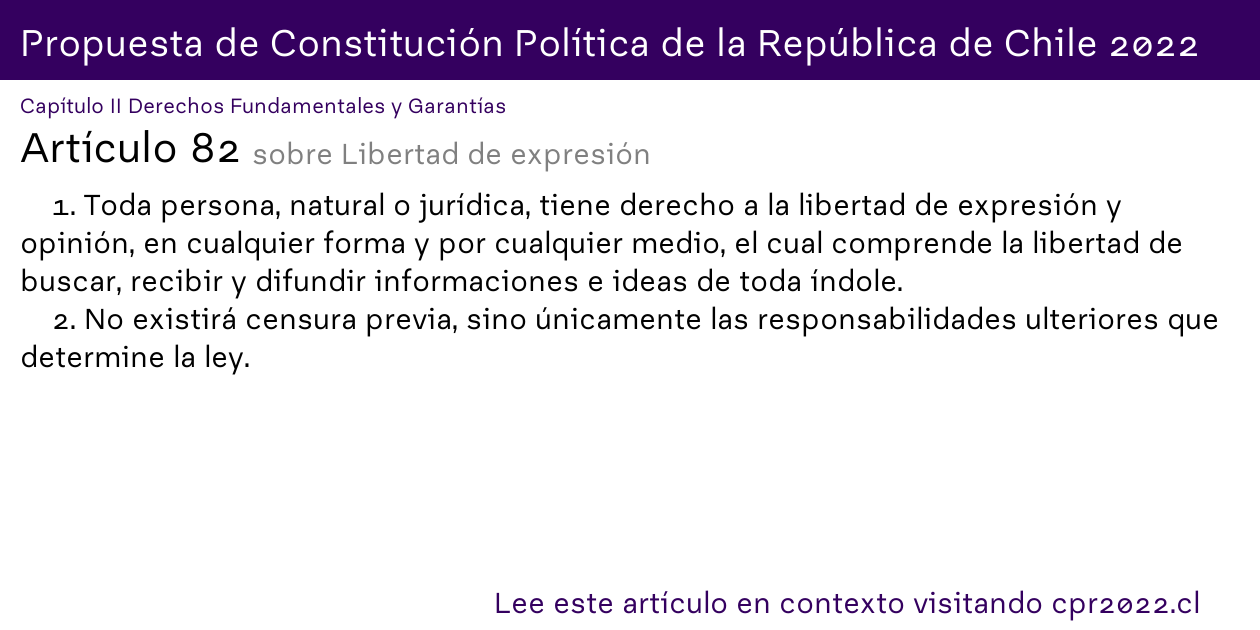 Propuesta de Constitución Política de la República de Chile 2022
Capítulo II Derechos Fundamentales y Garantías
Artículo 82 sobre Libertad de expresión
1. Toda persona, natural o jurídica, tiene derecho a la libertad de expresión y
opinión, en cualquier forma y por cualquier medio, el cual comprende la libertad de
buscar, recibir y difundir informaciones e ideas de toda índole.
2. No existirá censura previa, sino únicamente las responsabilidades ulteriores que
determine la ley.
Lee este artículo en contexto visitando cpr2022.cl